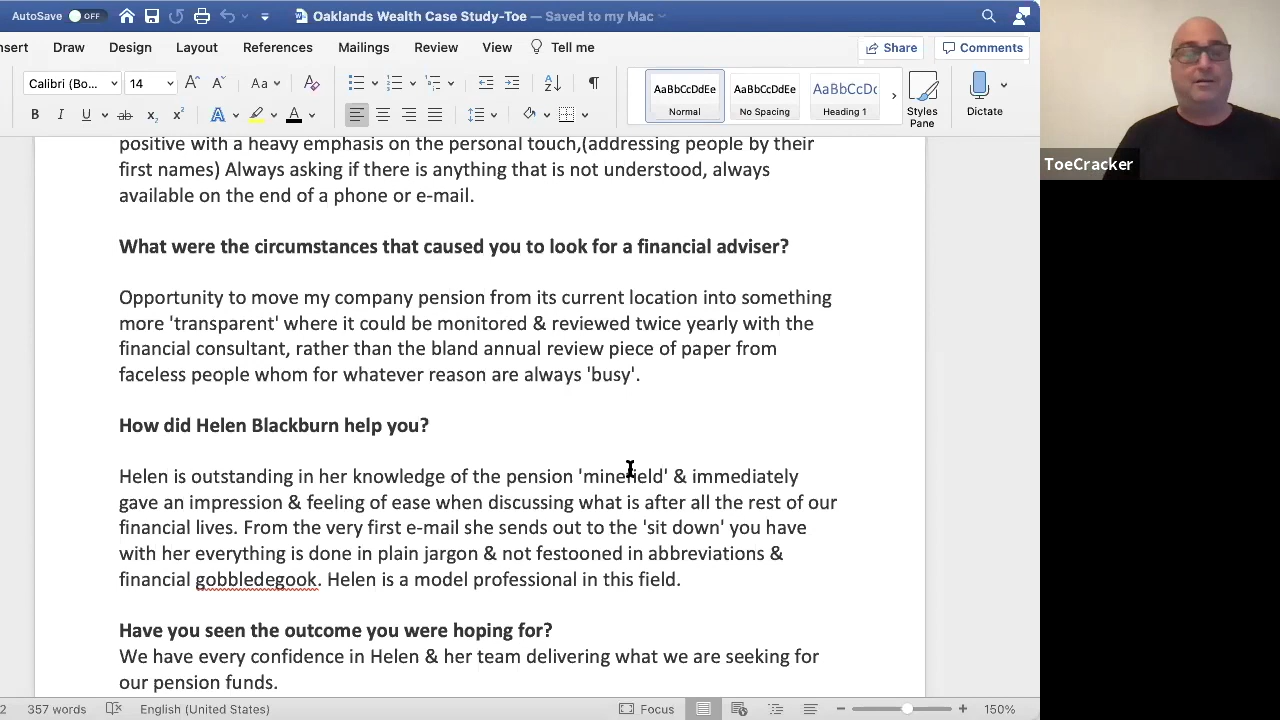 AutoSave OFF Oaklands Wealth Case Study-Toe — Saved to my Mac
nsert Draw Design Layout References Mailings Review View Tell me Share Comments
Calibri (Bo... 14 A A Aa A AaBbCcDdEe AaBbCcDdEe AaBbCcDc
B I U ab x₂ x² A A Normal No Spacing Heading 1 Styles Pane Dictate
positive with a heavy emphasis on the personal touch,(addressing people by their
first names) Always asking if there is anything that is not understood, always
available on the end of a phone or e-mail.
What were the circumstances that caused you to look for a financial adviser?
Opportunity to move my company pension from its current location into something
more 'transparent' where it could be monitored & reviewed twice yearly with the
financial consultant, rather than the bland annual review piece of paper from
faceless people whom for whatever reason are always 'busy'.
How did Helen Blackburn help you?
Helen is outstanding in her knowledge of the pension 'minefield' & immediately
gave an impression & feeling of ease when discussing what is after all the rest of our
financial lives. From the very first e-mail she sends out to the 'sit down' you have
with her everything is done in plain jargon & not festooned in abbreviations &
financial gobbledegook. Helen is a model professional in this field.
Have you seen the outcome you were hoping for?
We have every confidence in Helen & her team delivering what we are seeking for
our pension funds.
2 357 words English (United States) Focus 150%
ToeCracker